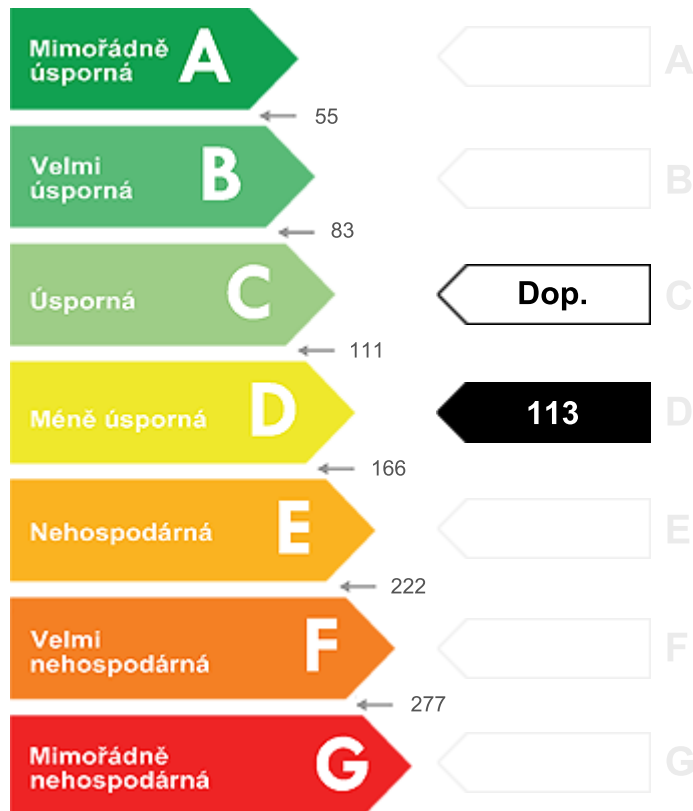 Mimořádně
úsporná
A
A
55
Velmi
úsporná
B
B
83
Úsporná
C
Dop.
C
111
Méně úsporná
D
113
D
166
Nehospodárná
E
E
222
Velmi
nehospodárná
F
F
277
Mimořádně
nehospodárná
G
G